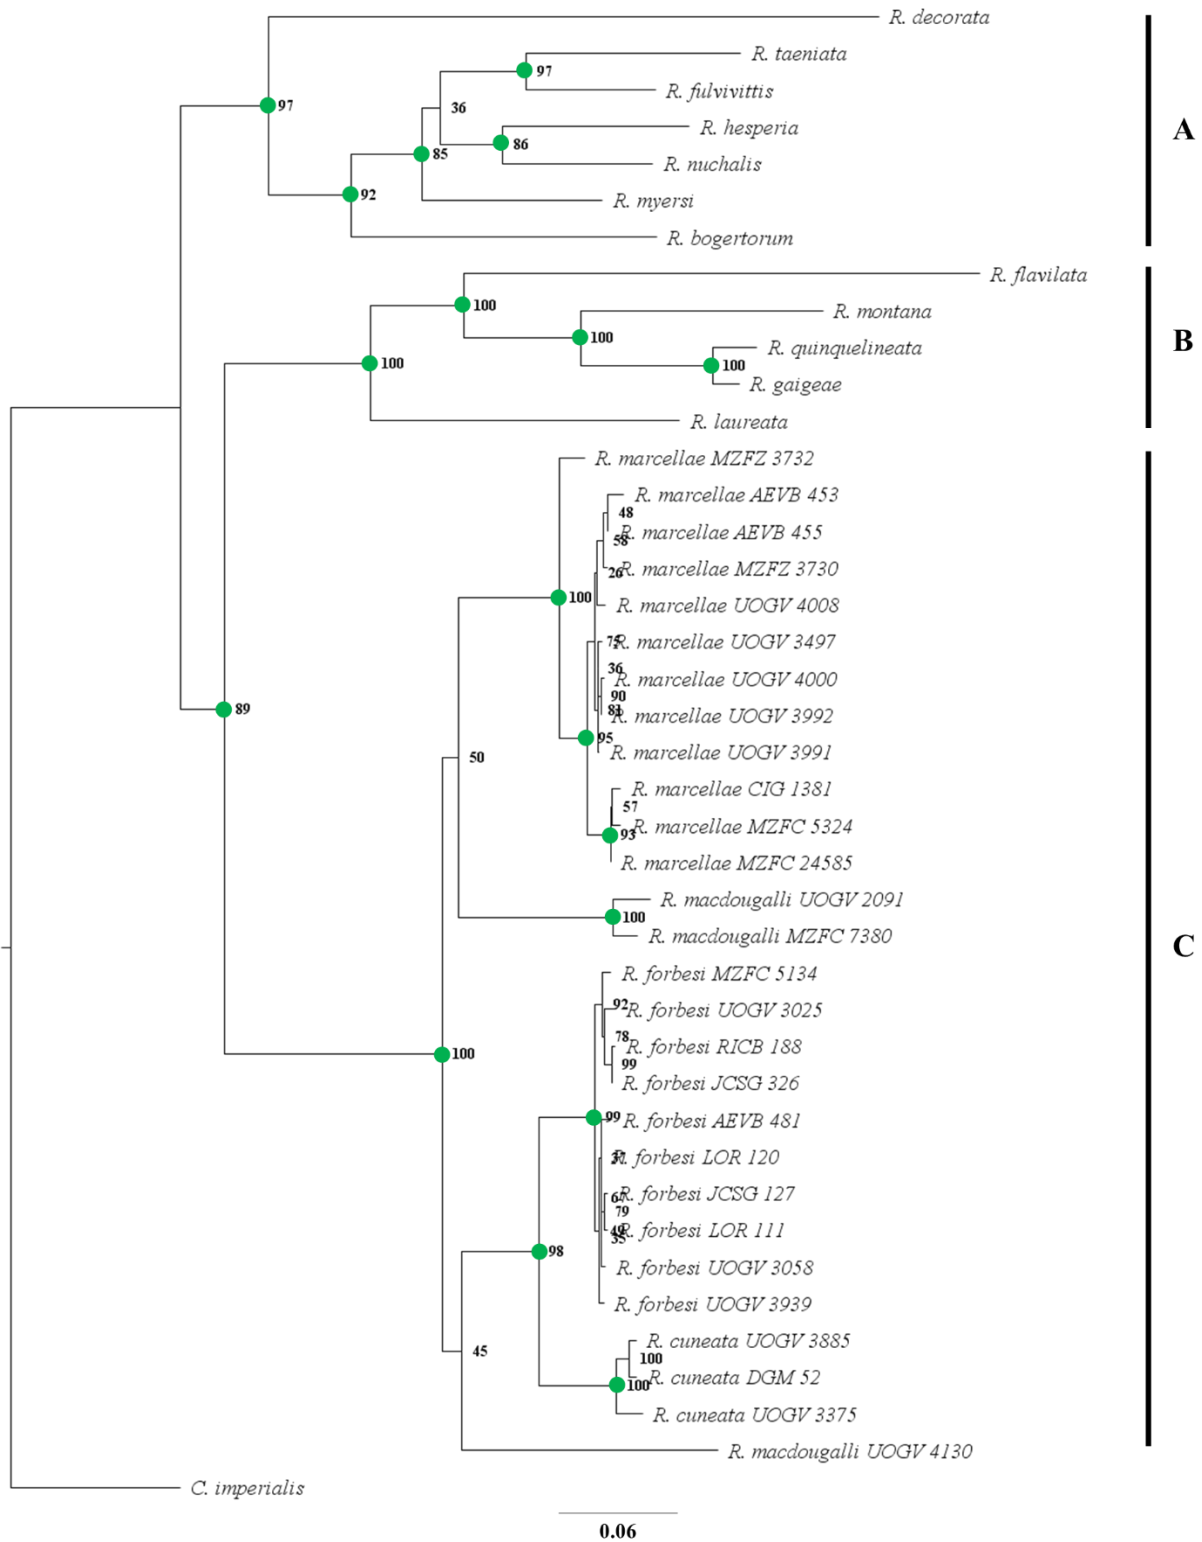 R. decorata
R. taeniata
97
R. fulvivittis
97
36
R. hesperia
A
86
85
R. nuchalis
92
R. myersi
R. bogertorum
R. flavilata
100
R. montana
100
B
R. quinquelineata
100
100
R. gaigeae
R. laureata
R. marcellae MZFZ 3732
R. marcellae AEVB 453
48
R. marcellae AEVB 455
58
R. marcellae MZFZ 3730
26
100
R. marcellae UOGV 4008
R. marcellae UOGV 3497
36
R. marcellae UOGV 4000
90
R. marcellae UOGV 3992
89
95
R. marcellae UOGV 3991
50
R. marcellae CIG 1381
57
R. marcellae MZFC 5324
93
R. marcellae MZFC 24585
R. macdougalli UOGV 2091
100
R. macdougalli MZFC 7380
C
R. forbesi MZFC 5134
92
R. forbesi UOGV 3025
78
R. forbesi RICB 188
100
99
R. forbesi JCSG 326
99
R. forbesi AEVB 481
R. forbesi LOR 120
R. forbesi JCSG 127
79
R. forbesi LOR 111
35
98
R. forbesi UOGV 3058
R. forbesi UOGV 3939
R. cuneata UOGV 3885
45
100
R. cuneata DGM 52
100
R. cuneata UOGV 3375
R. macdougalli UOGV 4130
C. imperialis
0.06